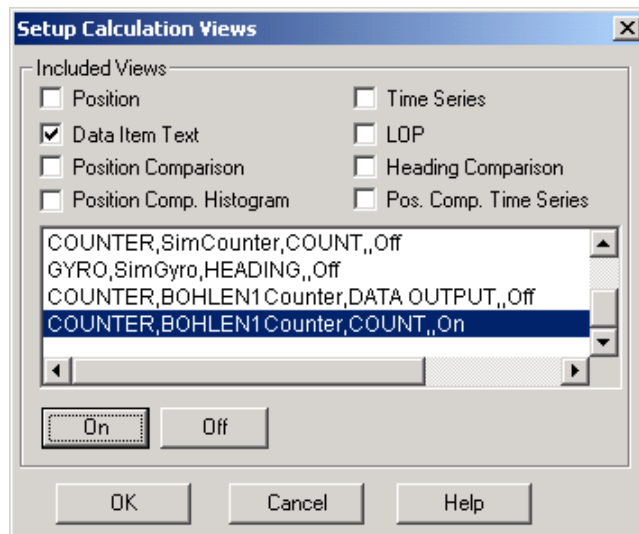 Setup Calculation Views
Included Views
Position
Time Series
Data Item Text
LOP
Position Comparison
Heading Comparison
Position Comp. Histogram
Pos. Comp. Time Series
COUNTER,SimCounter,COUNT,,Off
GYRO,SimGyro,HEADING,,Off
COUNTER,BOHLEN1Counter,DATA OUTPUT,,Off
COUNTER,BOHLEN1Counter,COUNT,,On
On
Off
OK
Cancel
Help